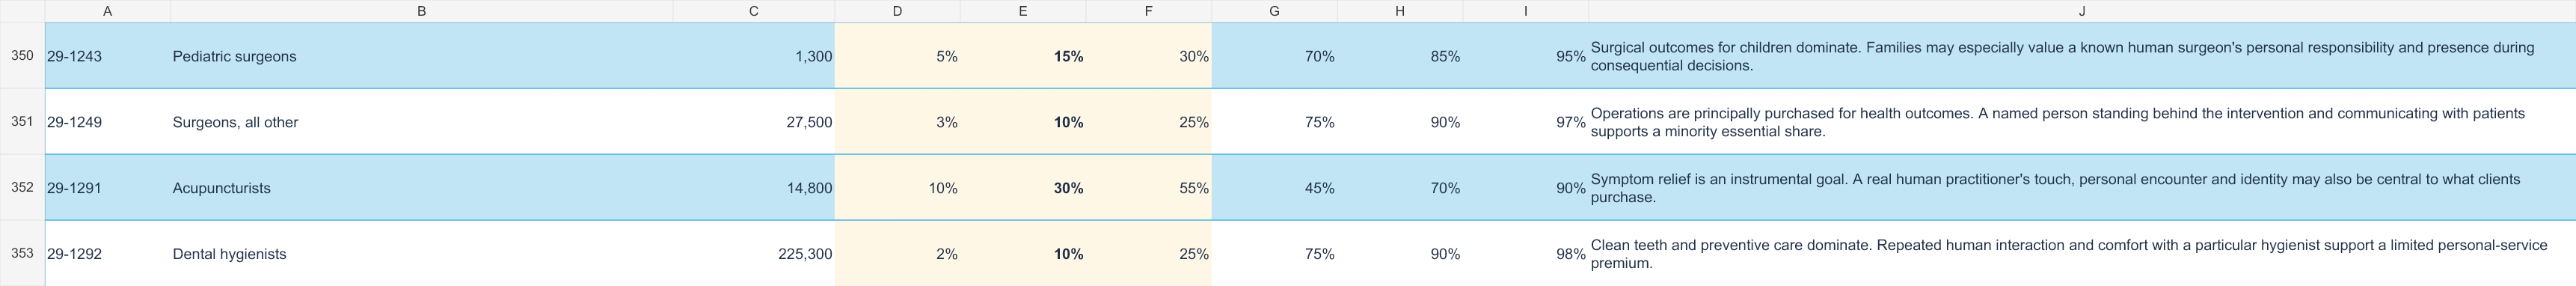 A B C D E F G H I J
350 29-1243 Pediatric surgeons 1,300 5% 15% 30% 70% 85% 95% Surgical outcomes for children dominate. Families may especially value a known human surgeon's personal responsibility and presence during
consequential decisions.
351 29-1249 Surgeons, all other 27,500 3% 10% 25% 75% 90% 97% Operations are principally purchased for health outcomes. A named person standing behind the intervention and communicating with patients
supports a minority essential share.
352 29-1291 Acupuncturists 14,800 10% 30% 55% 45% 70% 90% Symptom relief is an instrumental goal. A real human practitioner's touch, personal encounter and identity may also be central to what clients
purchase.
353 29-1292 Dental hygienists 225,300 2% 10% 25% 75% 90% 98% Clean teeth and preventive care dominate. Repeated human interaction and comfort with a particular hygienist support a limited personal-service
premium.